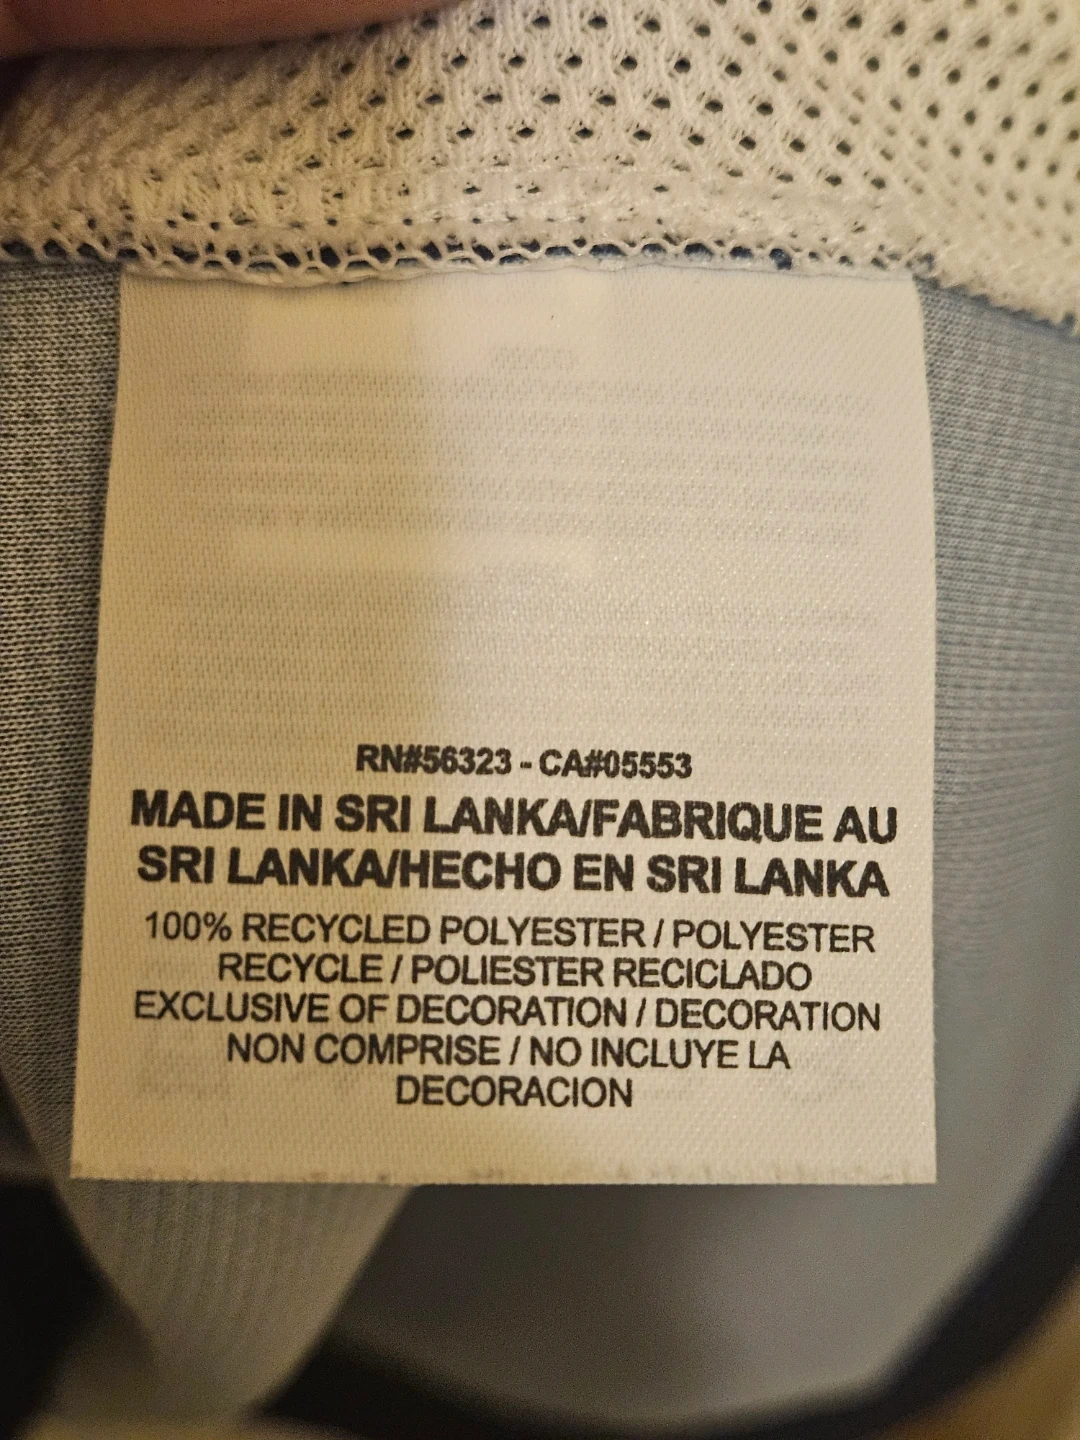 RN#56323 - CA#05553
MADE IN SRI LANKA/FABRIQUE AU
SRI LANKA/HECHO EN SRI LANKA
100% RECYCLED POLYESTER / POLYESTER
RECYCLE / POLIESTER RECICLADO
EXCLUSIVE OF DECORATION / DECORATION
NON COMPRISE / NO INCLUYE LA
DECORACION